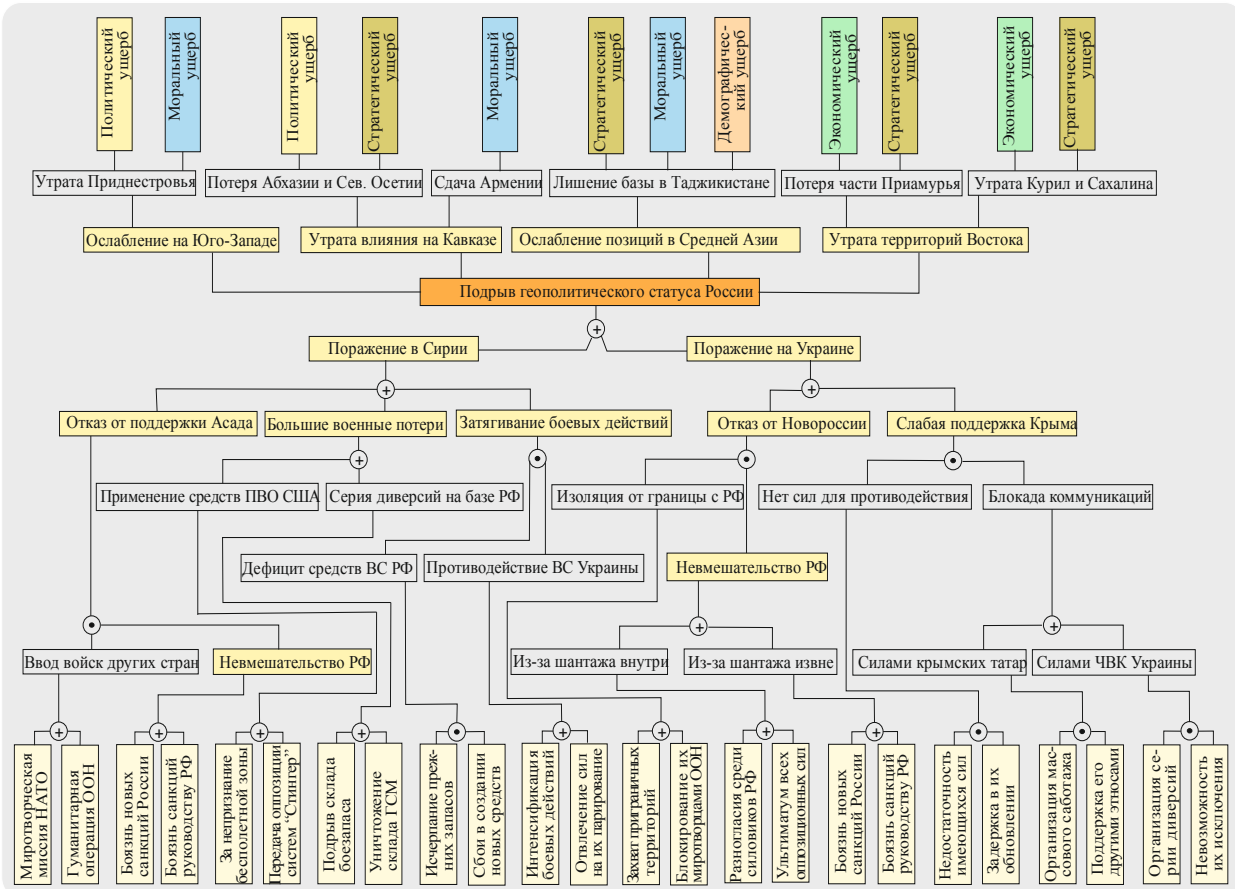 Политический
ущерб
Моральный
ущерб
Политический
ущерб
Стратегический
ущерб
Моральный
ущерб
Стратегический
ущерб
Моральный
ущерб
Демографичес-
кий ущерб
Экономический
ущерб
Стратегический
ущерб
Экономический
ущерб
Стратегический
ущерб
Утрата Приднестровья
Потеря Абхазии и Сев. Осетии
Сдача Армении
Лишение базы в Таджикистане
Потеря части Приамурья
Утрата Курил и Сахалина
Ослабление на Юго-Западе
Утрата влияния на Кавказе
Ослабление позиций в Средней Азии
Утрата территорий Востока
Подрыв геополитического статуса России
+
Поражение в Сирии
Поражение на Украине
+
+
Отказ от поддержки Асада
Большие военные потери
Затягивание боевых действий
Отказ от Новороссии
Слабая поддержка Крыма
+
Применение средств ПВО США
Серия диверсий на базе РФ
Изоляция от границы с РФ
Нет сил для противодействия
Блокада коммуникаций
Дефицит средств ВС РФ
Противодействие ВС Украины
Невмешательство РФ
+
+
Ввод войск других стран
Невмешательство РФ
Из-за шантажа внутри
Из-за шантажа извне
Силами крымских татар
Силами ЧВК Украины
+
+
+
+
+
+
+
+
Миротворческая
миссия НАТО
Гуманитарная
операция ООН
Боязнь новых
санкций России
Боязнь санкций
руководству РФ
За непризнание
бесполетной зоны
Передача оппозиции
систем “Стингер”
Подрыв склада
боезапаса
Уничтожение
склада ГСМ
Исчерпание преж-
них запасов
Сбои в создании
новых средств
Интенсификация
боевых действий
Отвлечение сил
на их парирование
Захват приграничных
территорий
Блокирование их
миротворцами ООН
Разногласия среди
силовиков РФ
Ультиматум всех
оппозиционных сил
Боязнь новых
санкций России
Боязнь санкций
руководству РФ
Недостаточность
имеющихся сил
Задержка в их
обновлении
Организация мас-
сового саботажа
Поддержка его
другими этносами
Организация се-
рии диверсий
Невозможность
их исключения